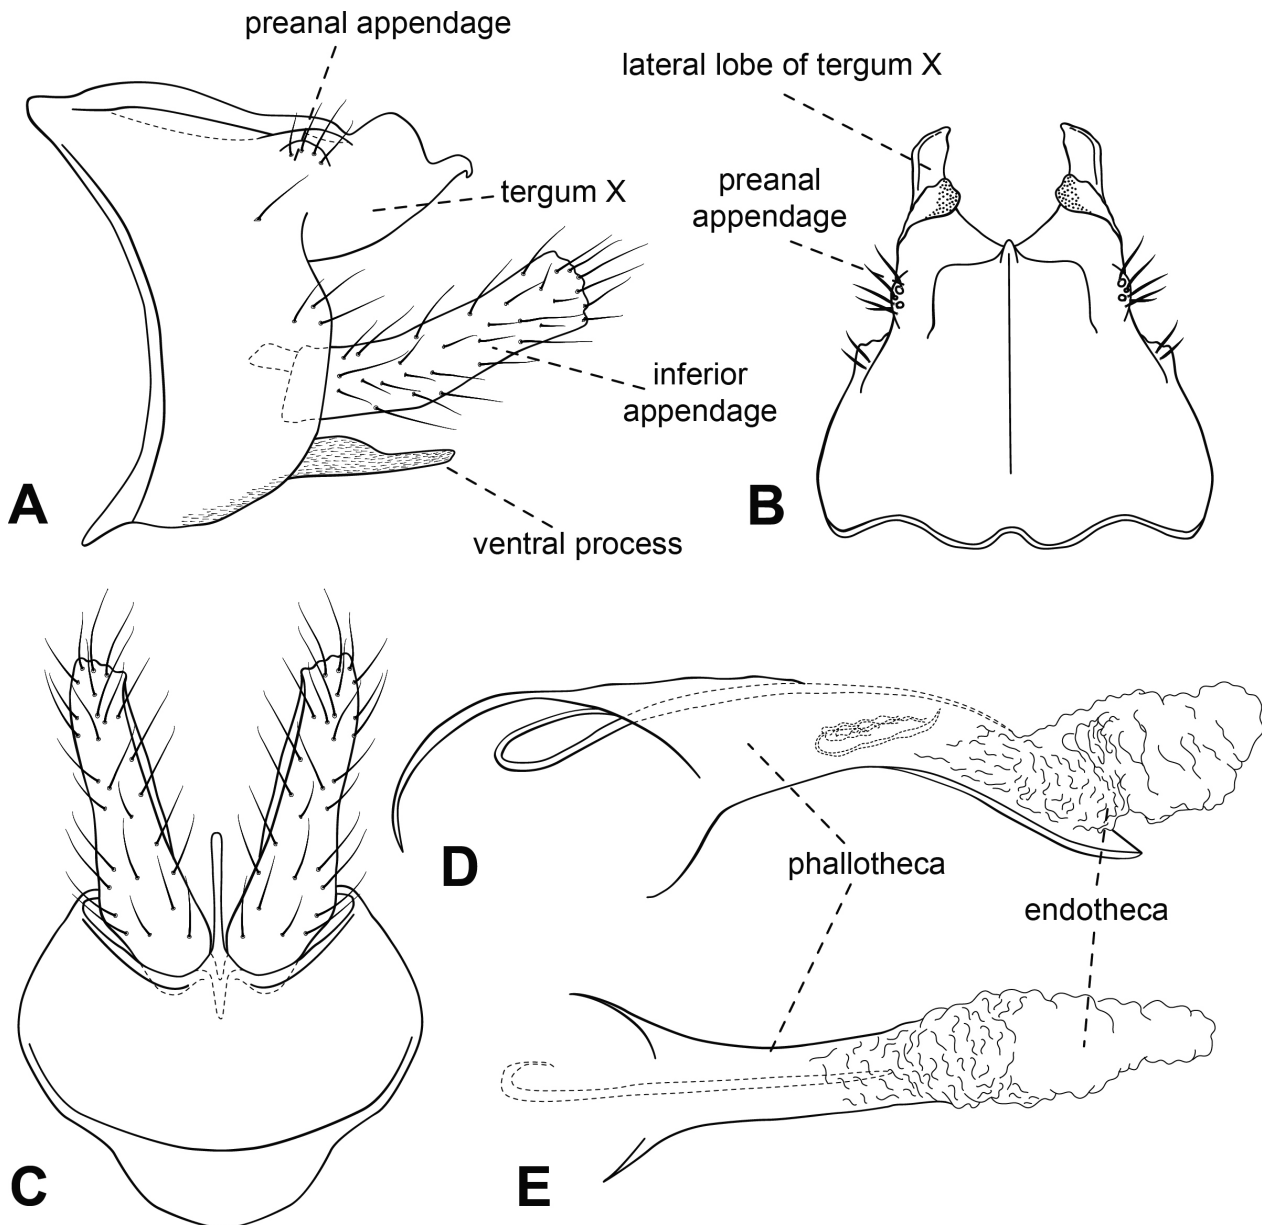 preanal appendage
lateral lobe of tergum X
preanal
appendage
tergum X
inferior
appendage
A
B
ventral process
D
phallotheca
endotheca
C
E